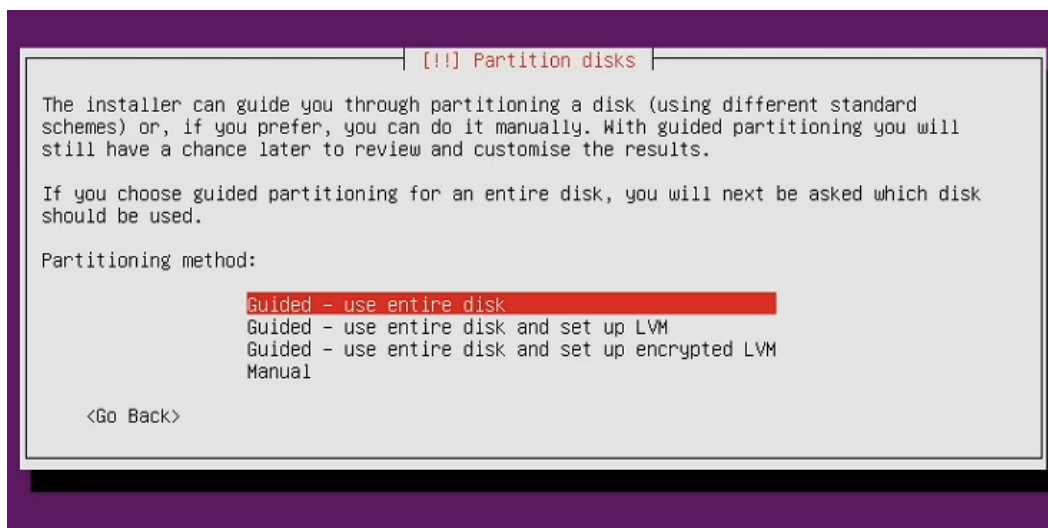 [!!] Partition disks
The installer can guide you through partitioning a disk (using different standard
schemes) or, if you prefer, you can do it manually. With guided partitioning you will
still have a chance later to review and customise the results.
If you choose guided partitioning for an entire disk, you will next be asked which disk
should be used.
Partitioning method:
Guided – use entire disk
Guided – use entire disk and set up LVM
Guided – use entire disk and set up encrypted LVM
Manual
<Go Back>